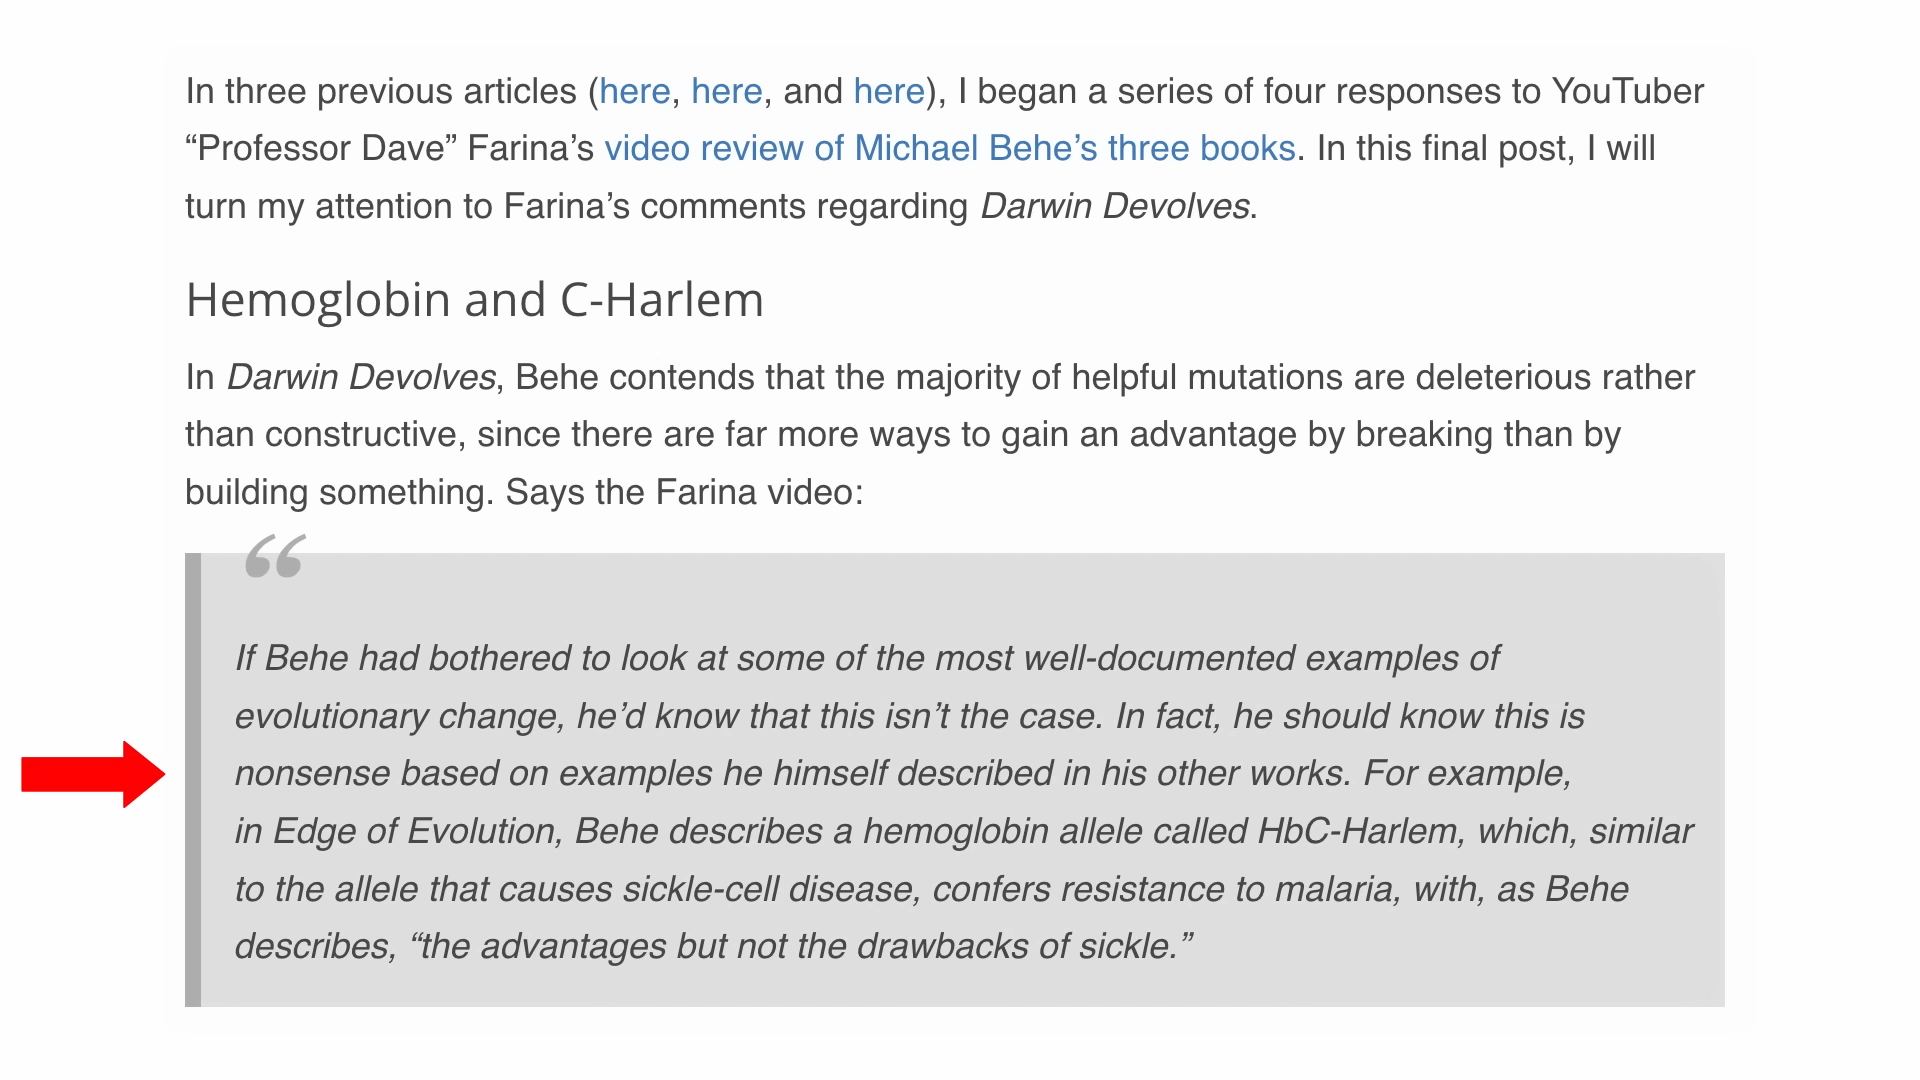 In three previous articles (here, here, and here), I began a series of four responses to YouTuber
“Professor Dave” Farina’s video review of Michael Behe’s three books. In this final post, I will
turn my attention to Farina’s comments regarding Darwin Devolves.
Hemoglobin and C-Harlem
In Darwin Devolves, Behe contends that the majority of helpful mutations are deleterious rather
than constructive, since there are far more ways to gain an advantage by breaking than by
building something. Says the Farina video:
“
If Behe had bothered to look at some of the most well-documented examples of
evolutionary change, he’d know that this isn’t the case. In fact, he should know this is
nonsense based on examples he himself described in his other works. For example,
in Edge of Evolution, Behe describes a hemoglobin allele called HbC-Harlem, which, similar
to the allele that causes sickle-cell disease, confers resistance to malaria, with, as Behe
describes, “the advantages but not the drawbacks of sickle.”